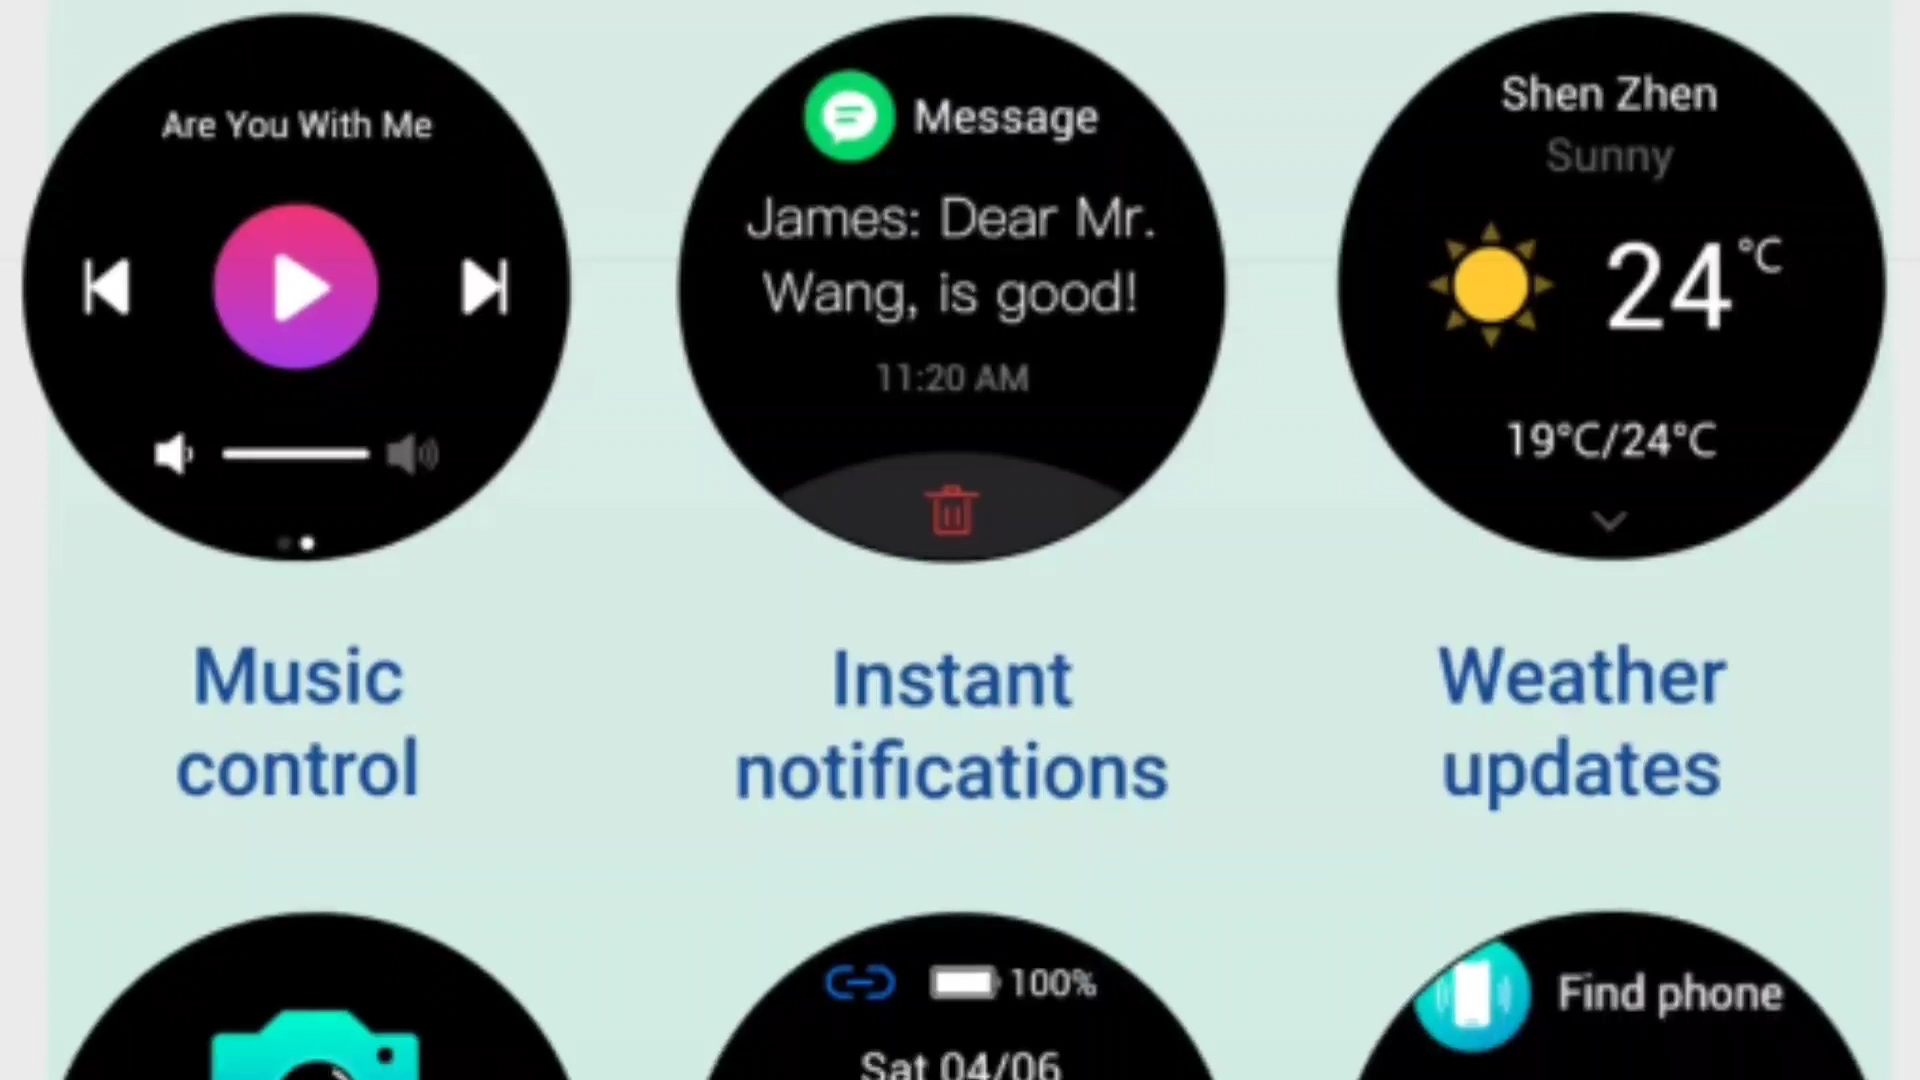 Are You With Me
Message
James: Dear Mr.
Wang, is good!
11:20 AM
Shen Zhen
Sunny
24°C
19°C/24°C
Music
control
Instant
notifications
Weather
updates
100%
Sat 04/06
Find phone